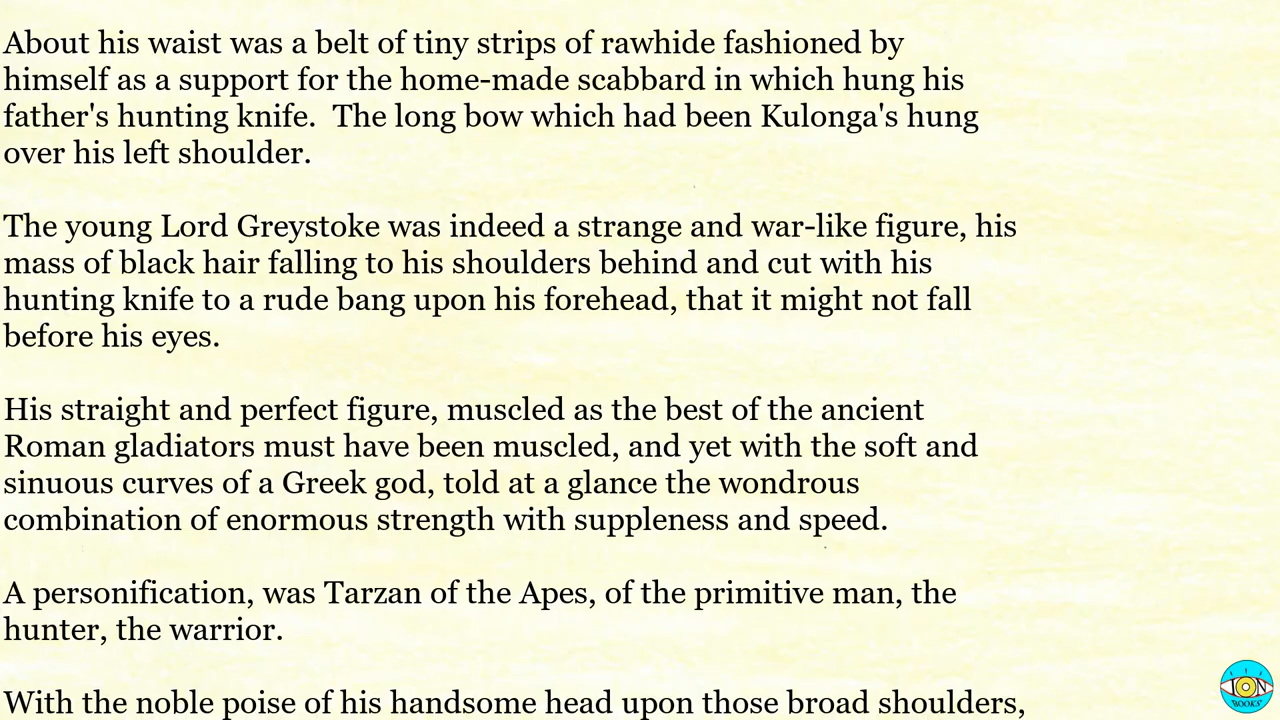 About his waist was a belt of tiny strips of rawhide fashioned by
himself as a support for the home-made scabbard in which hung his
father's hunting knife.  The long bow which had been Kulonga's hung
over his left shoulder.
The young Lord Greystoke was indeed a strange and war-like figure, his
mass of black hair falling to his shoulders behind and cut with his
hunting knife to a rude bang upon his forehead, that it might not fall
before his eyes.
His straight and perfect figure, muscled as the best of the ancient
Roman gladiators must have been muscled, and yet with the soft and
sinuous curves of a Greek god, told at a glance the wondrous
combination of enormous strength with suppleness and speed.
A personification, was Tarzan of the Apes, of the primitive man, the
hunter, the warrior.
With the noble poise of his handsome head upon those broad shoulders,
ION
BOOKS